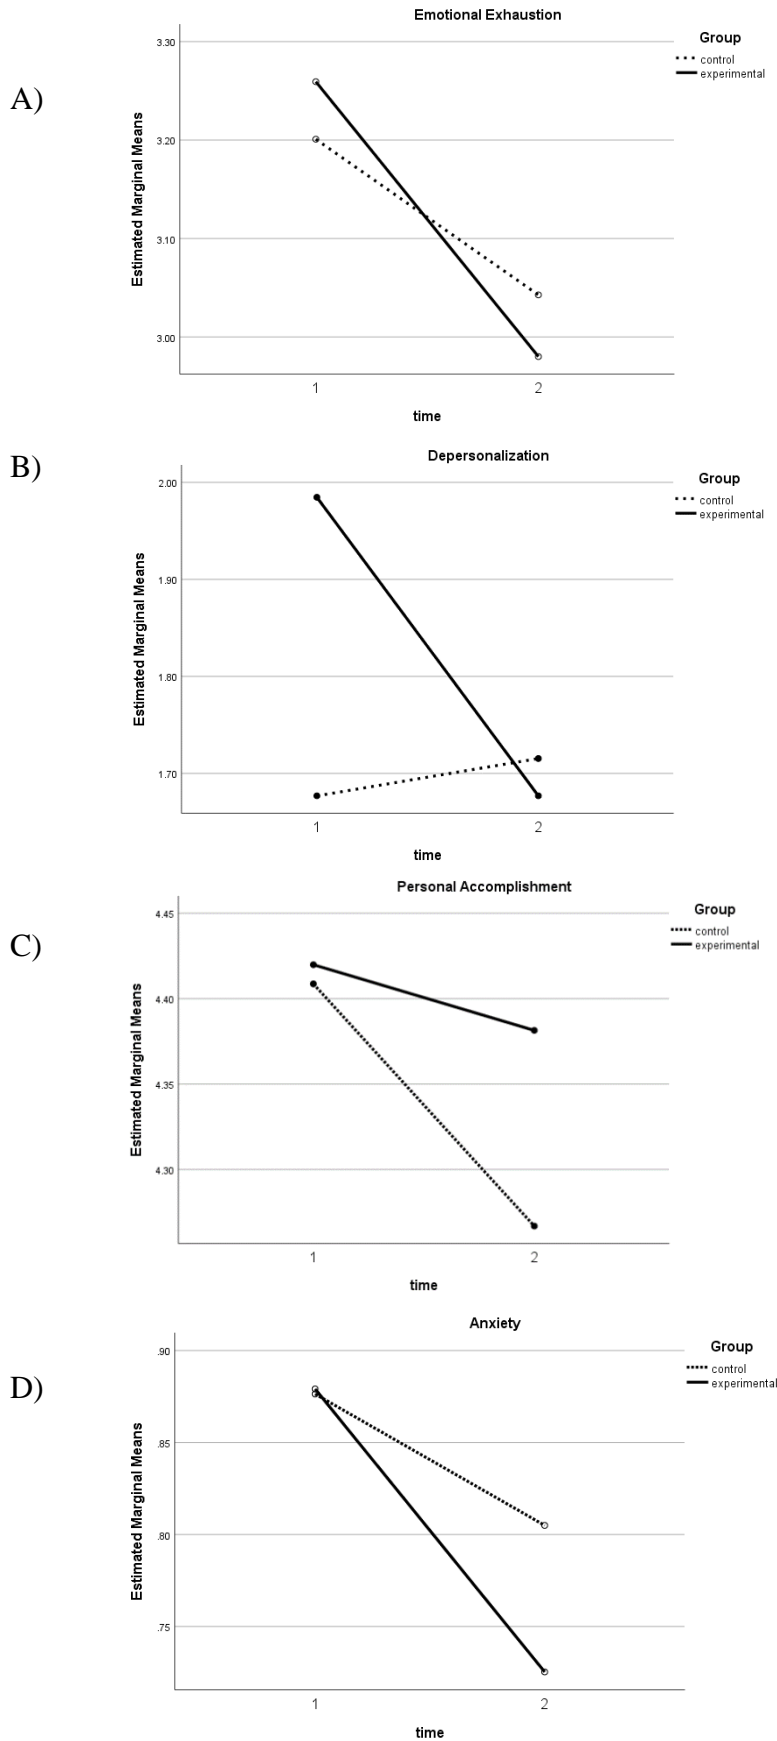 Emotional Exhaustion
A)
Estimated Marginal Means
3.30
3.20
3.10
3.00
1
2
time
Group
control
experimental
B)
Depersonalization
Estimated Marginal Means
2.00
1.90
1.80
1.70
1
2
time
Group
control
experimental
C)
Personal Accomplishment
Estimated Marginal Means
4.45
4.40
4.35
4.30
1
2
time
Group
control
experimental
D)
Anxiety
Estimated Marginal Means
.90
.85
.80
.75
1
2
time
Group
control
experimental